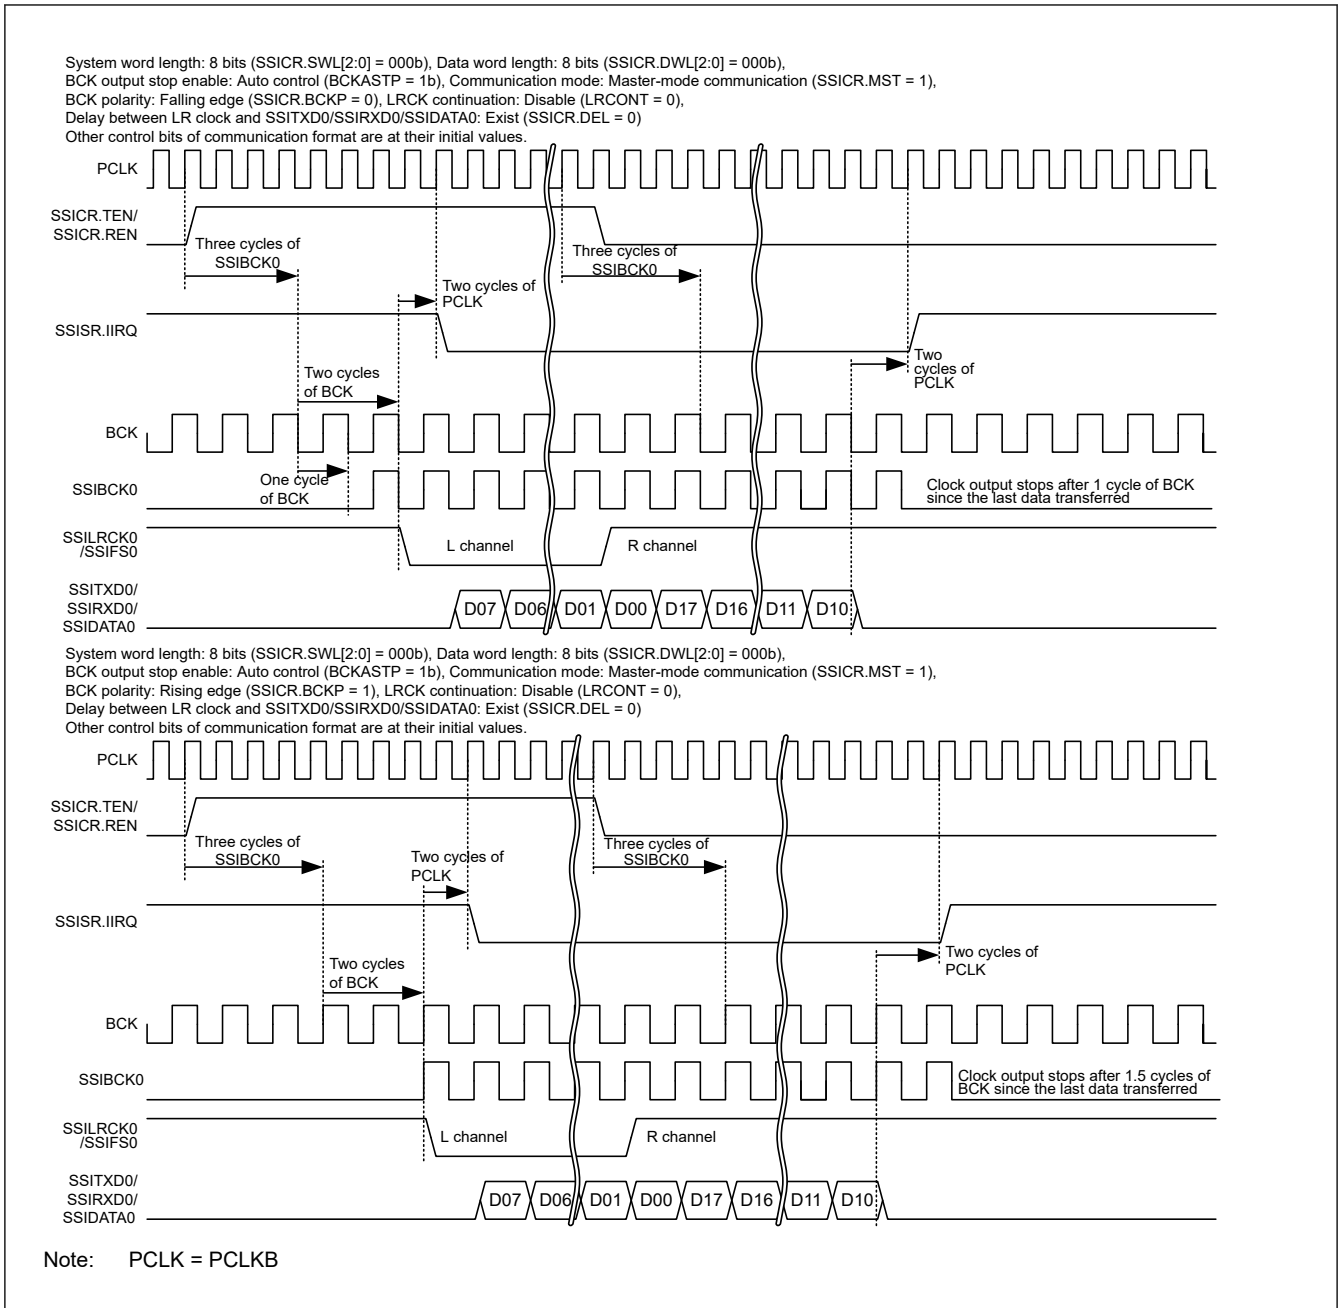 System word length: 8 bits (SSICR.SWL[2:0] = 000b), Data word length: 8 bits (SSICR.DWL[2:0] = 000b),
BCK output stop enable: Auto control (BCKASTP = 1b), Communication mode: Master-mode communication (SSICR.MST = 1),
BCK polarity: Falling edge (SSICR.BCKP = 0), LRCK continuation: Disable (LRCONT = 0),
Delay between LR clock and SSITXD0/SSIRXD0/SSIDATA0: Exist (SSICR.DEL = 0)
Other control bits of communication format are at their initial values.
PCLK
SSICR.TEN/
SSICR.REN
Three cycles of
SSIBCK0
Three cycles of
SSIBCK0
Two cycles of
PCLK
SSISR.IIRQ
Two
cycles of
PCLK
Two cycles
of BCK
BCK
One cycle
of BCK
SSIBCK0
Clock output stops after 1 cycle of BCK
since the last data transferred
SSILRCK0
/SSIFS0
L channel
R channel
SSITXD0/
SSIRXD0/
SSIDATA0
D07 D06 D01 D00 D17 D16 D11 D10
System word length: 8 bits (SSICR.SWL[2:0] = 000b), Data word length: 8 bits (SSICR.DWL[2:0] = 000b),
BCK output stop enable: Auto control (BCKASTP = 1b), Communication mode: Master-mode communication (SSICR.MST = 1),
BCK polarity: Rising edge (SSICR.BCKP = 1), LRCK continuation: Disable (LRCONT = 0),
Delay between LR clock and SSITXD0/SSIRXD0/SSIDATA0: Exist (SSICR.DEL = 0)
Other control bits of communication format are at their initial values.
PCLK
SSICR.TEN/
SSICR.REN
Three cycles of
SSIBCK0
Two cycles of
PCLK
Three cycles of
SSIBCK0
SSISR.IIRQ
Two cycles of
PCLK
Two cycles
of BCK
BCK
SSIBCK0
Clock output stops after 1.5 cycles of
BCK since the last data transferred
SSILRCK0
/SSIFS0
L channel
R channel
SSITXD0/
SSIRXD0/
SSIDATA0
D07 D06 D01 D00 D17 D16 D11 D10
Note: PCLK = PCLKB